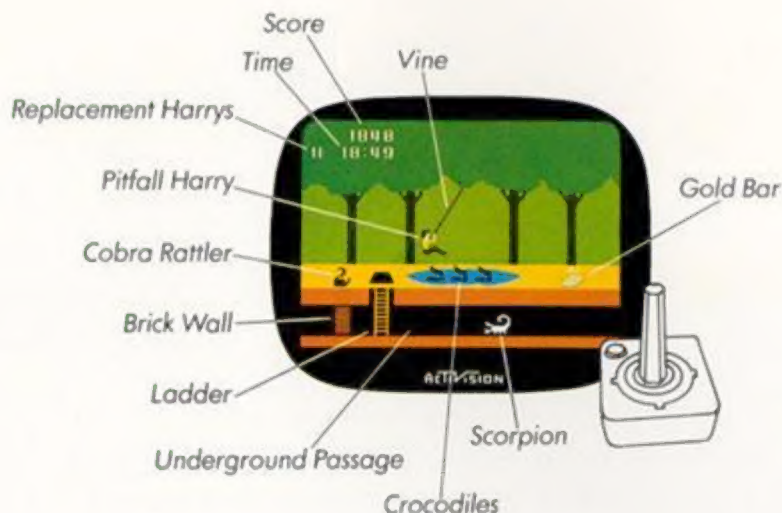 Score
Time
Vine
Replacement Harrys
1848
II 18:49
Pitfall Harry
Gold Bar
Cobra Rattler
Brick Wall
ACTIVISION
Ladder
Scorpion
Underground Passage
Crocodiles